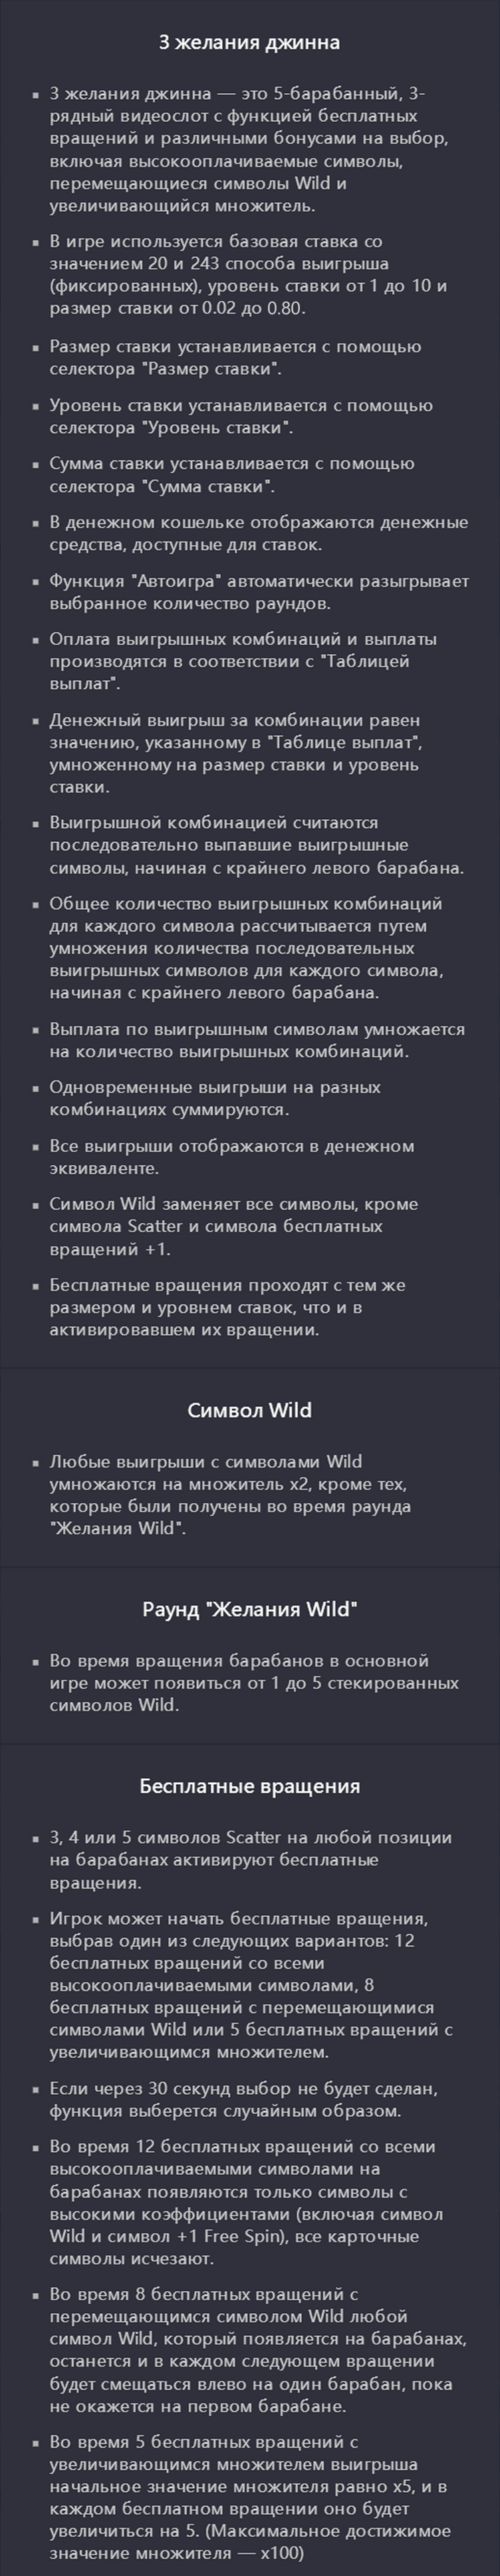 3 желания джинна
▪ 3 желания джинна — это 5-барабанный, 3-
рядный видеослот с функцией бесплатных
вращений и различными бонусами на выбор,
включая высокооплачиваемые символы,
перемещающиеся символы Wild и
увеличивающийся множитель.
▪ В игре используется базовая ставка со
значением 20 и 243 способа выигрыша
(фиксированных), уровень ставки от 1 до 10 и
размер ставки от 0.02 до 0.80.
▪ Размер ставки устанавливается с помощью
селектора "Размер ставки".
▪ Уровень ставки устанавливается с помощью
селектора "Уровень ставки".
▪ Сумма ставки устанавливается с помощью
селектора "Сумма ставки".
▪ В денежном кошельке отображаются денежные
средства, доступные для ставок.
▪ Функция "Автоигра" автоматически разыгрывает
выбранное количество раундов.
▪ Оплата выигрышных комбинаций и выплаты
производятся в соответствии с "Таблицей
выплат".
▪ Денежный выигрыш за комбинации равен
значению, указанному в "Таблице выплат",
умноженному на размер ставки и уровень
ставки.
▪ Выигрышной комбинацией считаются
последовательно выпавшие выигрышные
символы, начиная с крайнего левого барабана.
▪ Общее количество выигрышных комбинаций
для каждого символа рассчитывается путем
умножения количества последовательных
выигрышных символов для каждого символа,
начиная с крайнего левого барабана.
▪ Выплата по выигрышным символам умножается
на количество выигрышных комбинаций.
▪ Одновременные выигрыши на разных
комбинациях суммируются.
▪ Все выигрыши отображаются в денежном
эквиваленте.
▪ Символ Wild заменяет все символы, кроме
символа Scatter и символа бесплатных
вращений +1.
▪ Бесплатные вращения проходят с тем же
размером и уровнем ставок, что и в
активировавшем их вращении.
Символ Wild
▪ Любые выигрыши с символами Wild
умножаются на множитель x2, кроме тех,
которые были получены во время раунда
"Желания Wild".
Раунд "Желания Wild"
▪ Во время вращения барабанов в основной
игре может появиться от 1 до 5 стекированных
символов Wild.
Бесплатные вращения
▪ 3, 4 или 5 символов Scatter на любой позиции
на барабанах активируют бесплатные
вращения.
▪ Игрок может начать бесплатные вращения,
выбрав один из следующих вариантов: 12
бесплатных вращений со всеми
высокооплачиваемыми символами, 8
бесплатных вращений с перемещающимися
символами Wild или 5 бесплатных вращений с
увеличивающимся множителем.
▪ Если через 30 секунд выбор не будет сделан,
функция выберется случайным образом.
▪ Во время 12 бесплатных вращений со всеми
высокооплачиваемыми символами на
барабанах появляются только символы с
высокими коэффициентами (включая символ
Wild и символ +1 Free Spin), все карточные
символы исчезают.
▪ Во время 8 бесплатных вращений с
перемещающимся символом Wild любой
символ Wild, который появляется на барабанах,
останется и в каждом следующем вращении
будет смещаться влево на один барабан, пока
не окажется на первом барабане.
▪ Во время 5 бесплатных вращений с
увеличивающимся множителем выигрыша
начальное значение множителя равно x5, и в
каждом бесплатном вращении оно будет
увеличиться на 5. (Максимальное достижимое
значение множителя — x100)